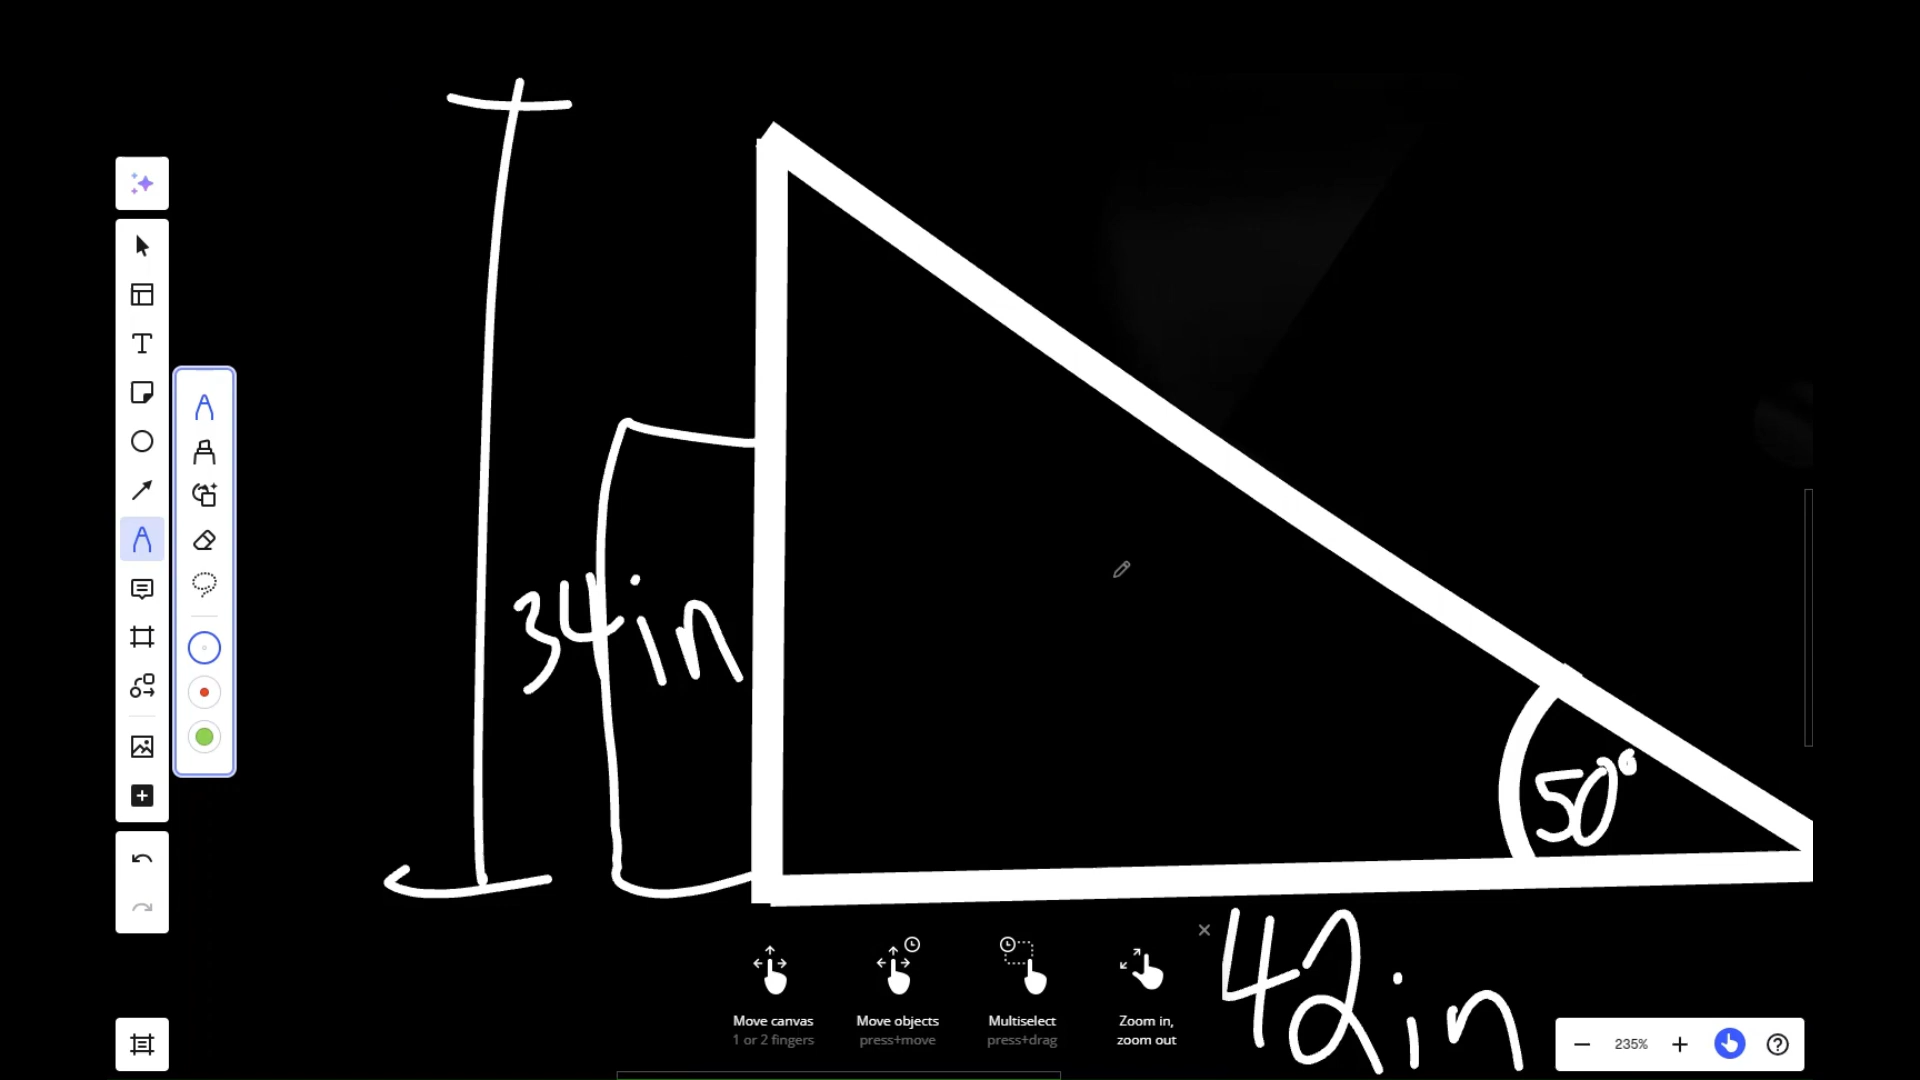 34in
50°
42in
Move canvas
1 or 2 fingers
Move objects
press+move
Multiselect
press+drag
Zoom in,
zoom out
235%